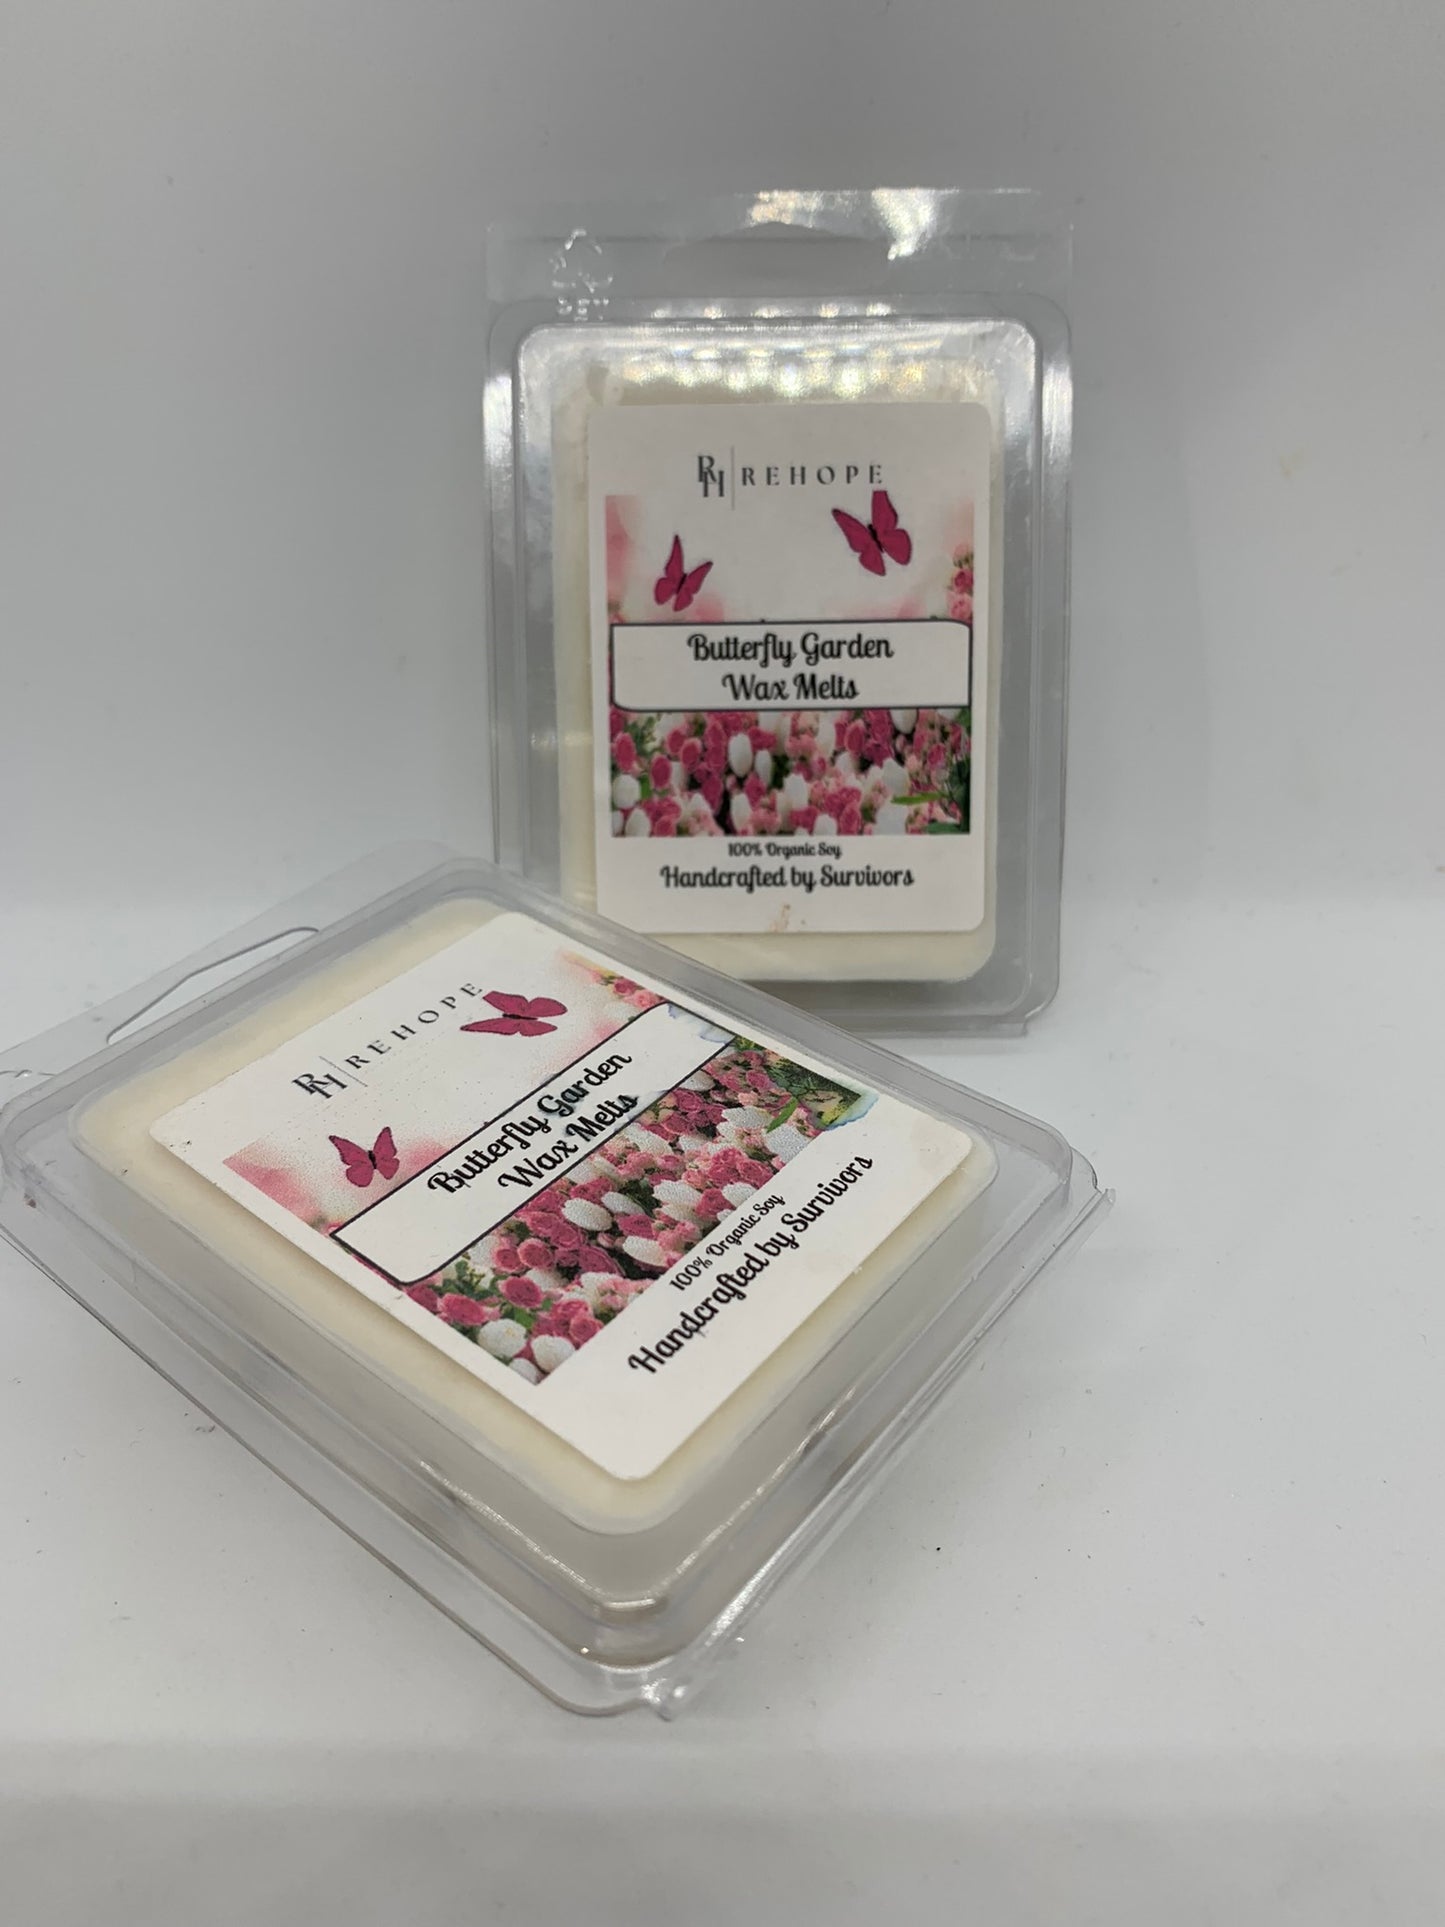 RH REHOPE
Butterfly Garden
Wax Melts
100% Organic Soy
Handcrafted by Survivors
RH REHOPE
Butterfly Garden
Wax Melts
100% Organic Soy
Handcrafted by Survivors